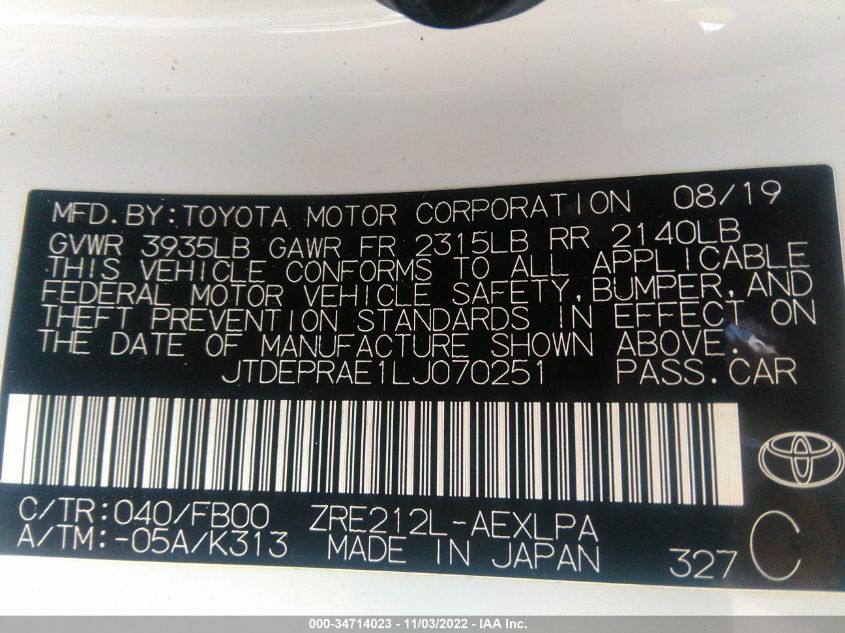 MFD.BY:TOYOTA MOTOR CORPORATION 08/19
GVWR 3935LB GAWR FR 2315LB RR 2140LB
THIS VEHICLE CONFORMS TO ALL APPLICABLE
FEDERAL MOTOR VEHICLE SAFETY,BUMPER,AND
THEFT PREVENTION STANDARDS IN EFFECT ON
THE DATE OF MANUFACTURE SHOWN ABOVE.
JTDEPRAE1LJ070251 PASS.CAR
C/TR:040/FB00 ZRE212L-AEXLPA
A/TM:-05A/K313 MADE IN JAPAN 327 C
000-34714023 - 11/03/2022 - IAA Inc.